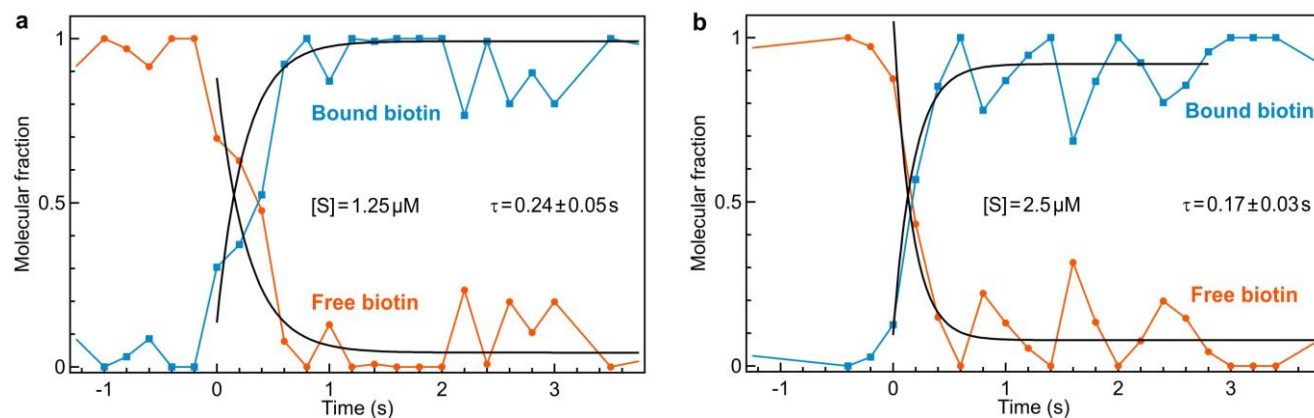 a
Molecular fraction
1
0.5
0
Bound biotin
[S]=1.25 µM
τ=0.24±0.05s
Free biotin
-1
0
1
2
3
Time (s)
b
Molecular fraction
1
0.5
0
Bound biotin
[S]=2.5 µM
τ=0.17±0.03s
Free biotin
-1
0
1
2
3
Time (s)